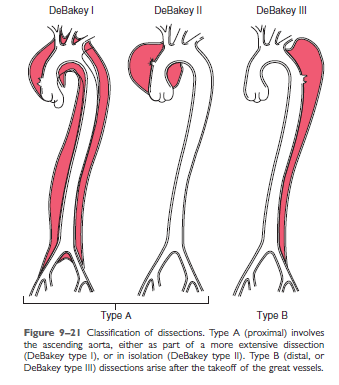 DeBakey I DeBakey II DeBakey III
Type A Type B
Figure 9–21 Classification of dissections. Type A (proximal) involves
the ascending aorta, either as part of a more extensive dissection
(DeBakey type I), or in isolation (DeBakey type II). Type B (distal, or
DeBakey type III) dissections arise after the takeoff of the great vessels.